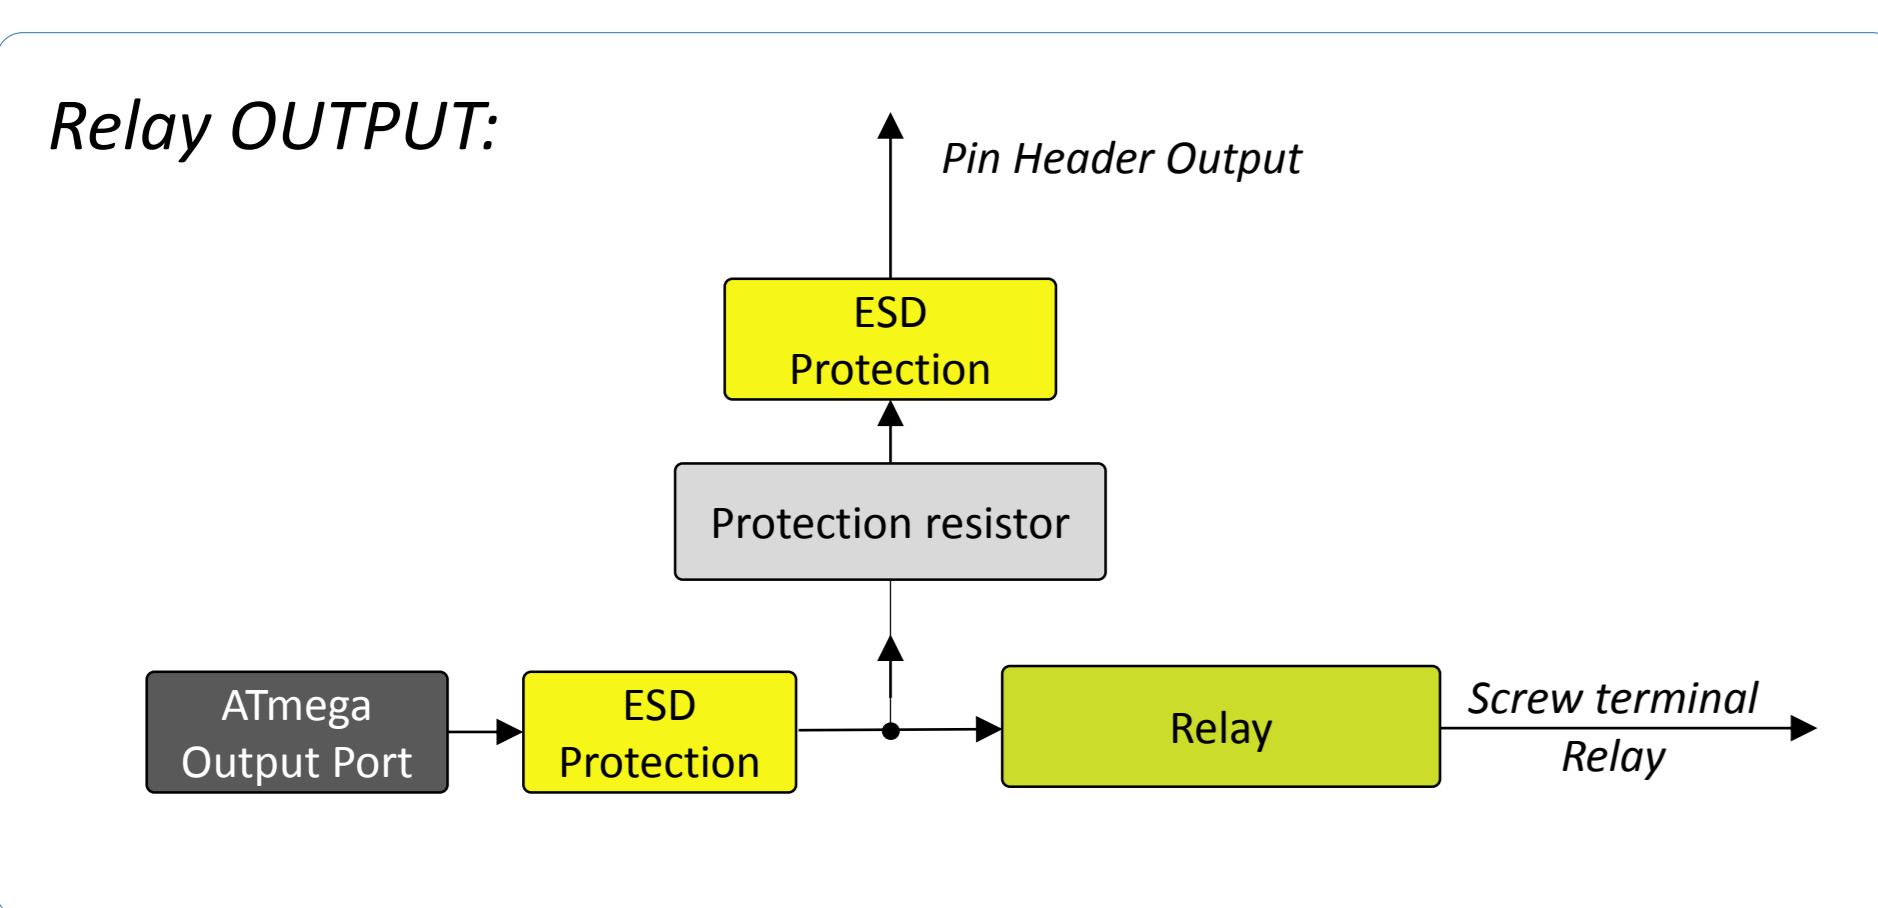 Relay OUTPUT:
Pin Header Output
ESD
Protection
Protection resistor
ATmega
Output Port
ESD
Protection
Relay
Screw terminal
Relay